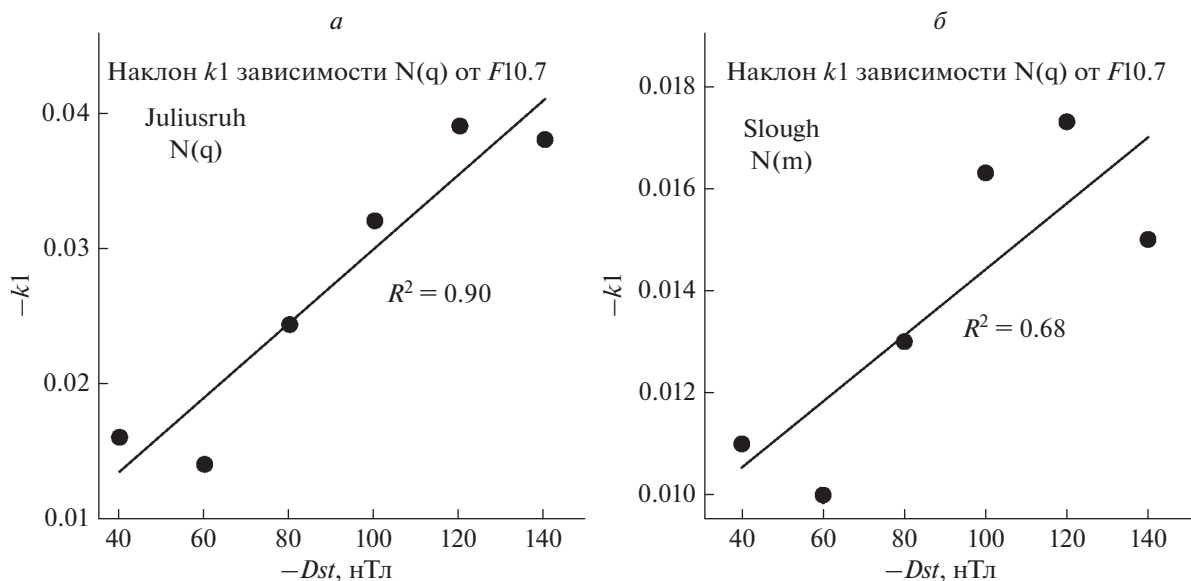 а
Наклон k1 зависимости N(q) от F10.7
Juliusruh
N(q)
0.04
0.03
0.02
0.01
−k1
R² = 0.90
40 60 80 100 120 140
−Dst, нТл
б
Наклон k1 зависимости N(q) от F10.7
Slough
N(m)
0.018
0.016
0.014
0.012
0.010
−k1
R² = 0.68
40 60 80 100 120 140
−Dst, нТл